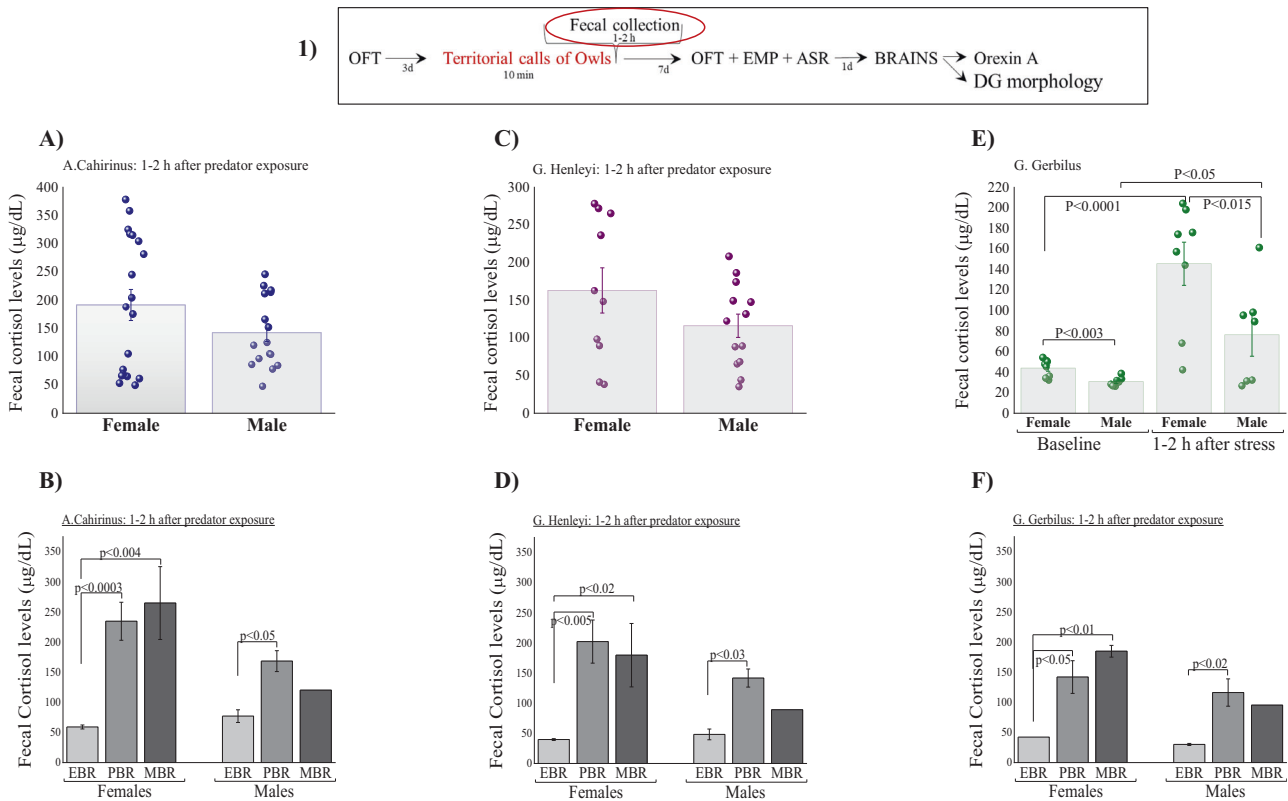 1)
Fecal collection
1-2 h
OFT
3d
Territorial calls of Owls
10 min
7d
OFT + EMP + ASR
1d
BRAINS
Orexin A
DG morphology
A)
A.Cahirinus: 1-2 h after predator exposure
Fecal cortisol levels (µg/dL)
400
350
300
250
200
150
100
50
0
Female
Male
C)
G. Henleyi: 1-2 h after predator exposure
Fecal cortisol levels (µg/dL)
300
250
200
150
100
50
0
Female
Male
E)
G. Gerbilus
Fecal cortisol levels (µg/dL)
220
200
180
160
140
120
100
80
60
40
20
0
P<0.05
P<0.0001
P<0.015
P<0.003
Female
Male
Female
Male
Baseline
1-2 h after stress
B)
A.Cahirinus: 1-2 h after predator exposure
Fecal Cortisol levels (µg/dL)
350
300
250
200
150
100
50
0
p<0.004
p<0.0003
p<0.05
EBR
PBR
MBR
EBR
PBR
MBR
Females
Males
D)
G. Henleyi: 1-2 h after predator exposure
Fecal Cortisol levels (µg/dL)
350
300
250
200
150
100
50
0
p<0.02
p<0.005
p<0.03
EBR
PBR
MBR
EBR
PBR
MBR
Females
Males
F)
G. Gerbilus: 1-2 h after predator exposure
Fecal Cortisol levels (µg/dL)
350
300
250
200
150
100
50
0
p<0.01
p<0.05
p<0.02
EBR
PBR
MBR
EBR
PBR
MBR
Females
Males